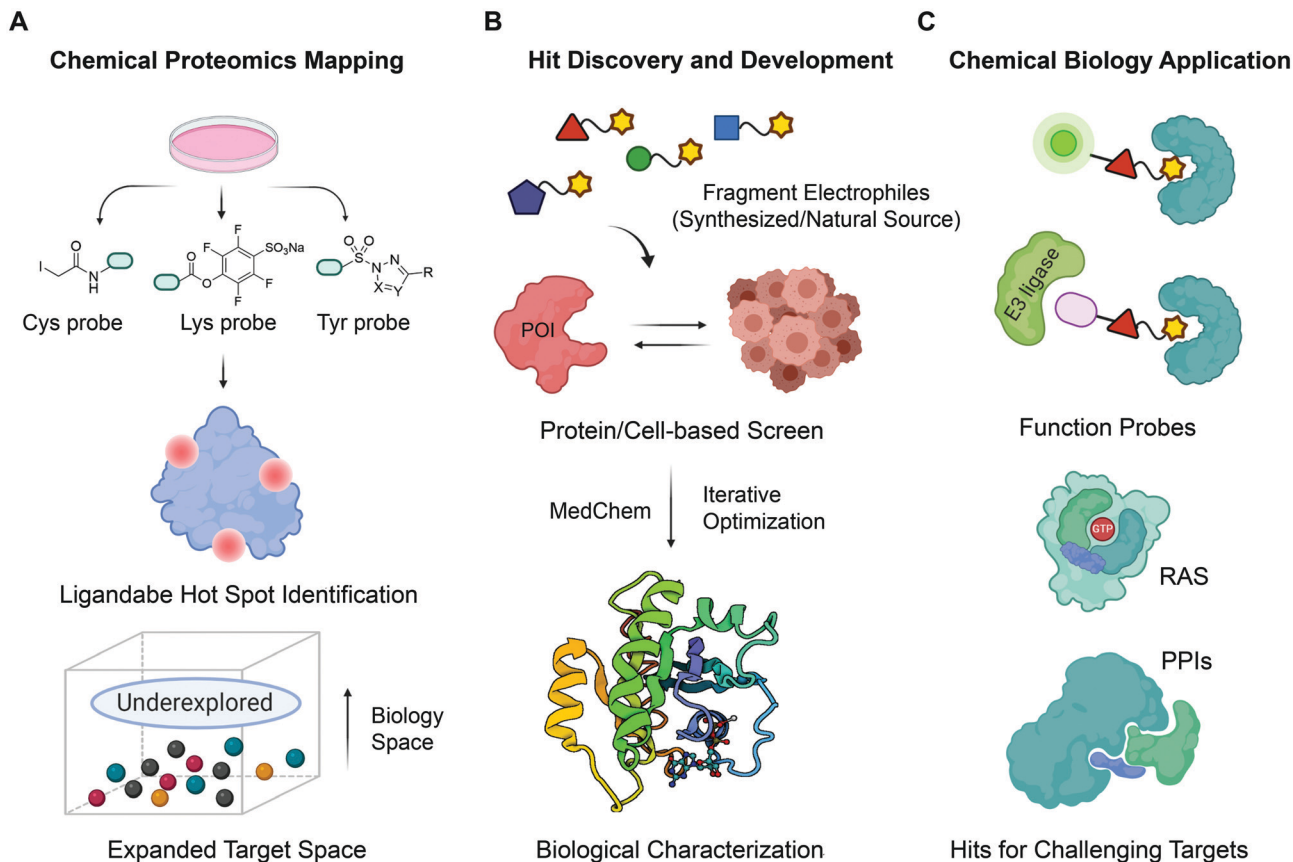 A
Chemical Proteomics Mapping
I
O
N
H
O
O
F
F
F
F
SO₃Na
O
O
S
N
N
X
Y
R
Cys probe
Lys probe
Tyr probe
Ligandabe Hot Spot Identification
Underexplored
Biology
Space
Expanded Target Space
B
Hit Discovery and Development
Fragment Electrophiles
(Synthesized/Natural Source)
POI
Protein/Cell-based Screen
MedChem
Iterative
Optimization
Biological Characterization
C
Chemical Biology Application
E3 ligase
Function Probes
GTP
RAS
PPIs
Hits for Challenging Targets